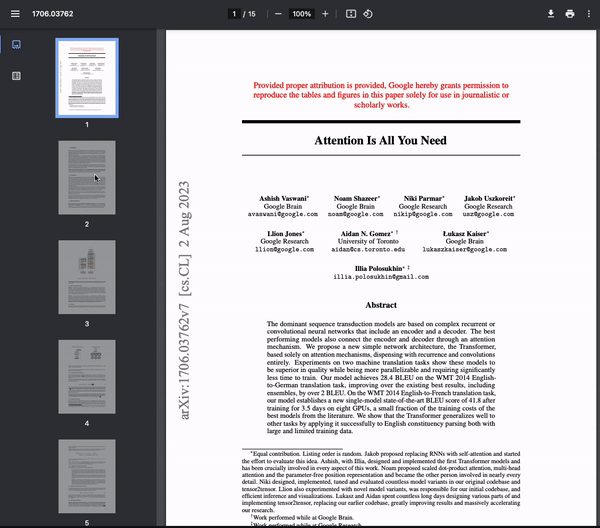 1706.03762
1 / 15
100%
1
2
3
4
5
arXiv:1706.03762v7 [cs.CL] 2 Aug 2023
Provided proper attribution is provided, Google hereby grants permission to
reproduce the tables and figures in this paper solely for use in journalistic or
scholarly works.
Attention Is All You Need
Ashish Vaswani* Noam Shazeer* Niki Parmar* Jakob Uszkoreit*
Google Brain Google Brain Google Research Google Research
avaswani@google.com noam@google.com nikip@google.com usz@google.com
Llion Jones* Aidan N. Gomez* † Łukasz Kaiser*
Google Research University of Toronto Google Brain
llion@google.com aidan@cs.toronto.edu lukaszkaiser@google.com
Illia Polosukhin* ‡
illia.polosukhin@gmail.com
Abstract
The dominant sequence transduction models are based on complex recurrent or
convolutional neural networks that include an encoder and a decoder. The best
performing models also connect the encoder and decoder through an attention
mechanism. We propose a new simple network architecture, the Transformer,
based solely on attention mechanisms, dispensing with recurrence and convolutions
entirely. Experiments on two machine translation tasks show these models to
be superior in quality while being more parallelizable and requiring significantly
less time to train. Our model achieves 28.4 BLEU on the WMT 2014 English-
to-German translation task, improving over the existing best results, including
ensembles, by over 2 BLEU. On the WMT 2014 English-to-French translation task,
our model establishes a new single-model state-of-the-art BLEU score of 41.8 after
training for 3.5 days on eight GPUs, a small fraction of the training costs of the
best models from the literature. We show that the Transformer generalizes well to
other tasks by applying it successfully to English constituency parsing both with
large and limited training data.
*Equal contribution. Listing order is random. Jakob proposed replacing RNNs with self-attention and started
the effort to evaluate this idea. Ashish, with Illia, designed and implemented the first Transformer models and
has been crucially involved in every aspect of this work. Noam proposed scaled dot-product attention, multi-head
attention and the parameter-free position representation and became the other person involved in nearly every
detail. Niki designed, implemented, tuned and evaluated countless model variants in our original codebase and
tensor2tensor. Llion also experimented with novel model variants, was responsible for our initial codebase, and
efficient inference and visualizations. Lukasz and Aidan spent countless long days designing various parts of and
implementing tensor2tensor, replacing our earlier codebase, greatly improving results and massively accelerating
our research.
†Work performed while at Google Brain.
‡Work performed while at Google Research.